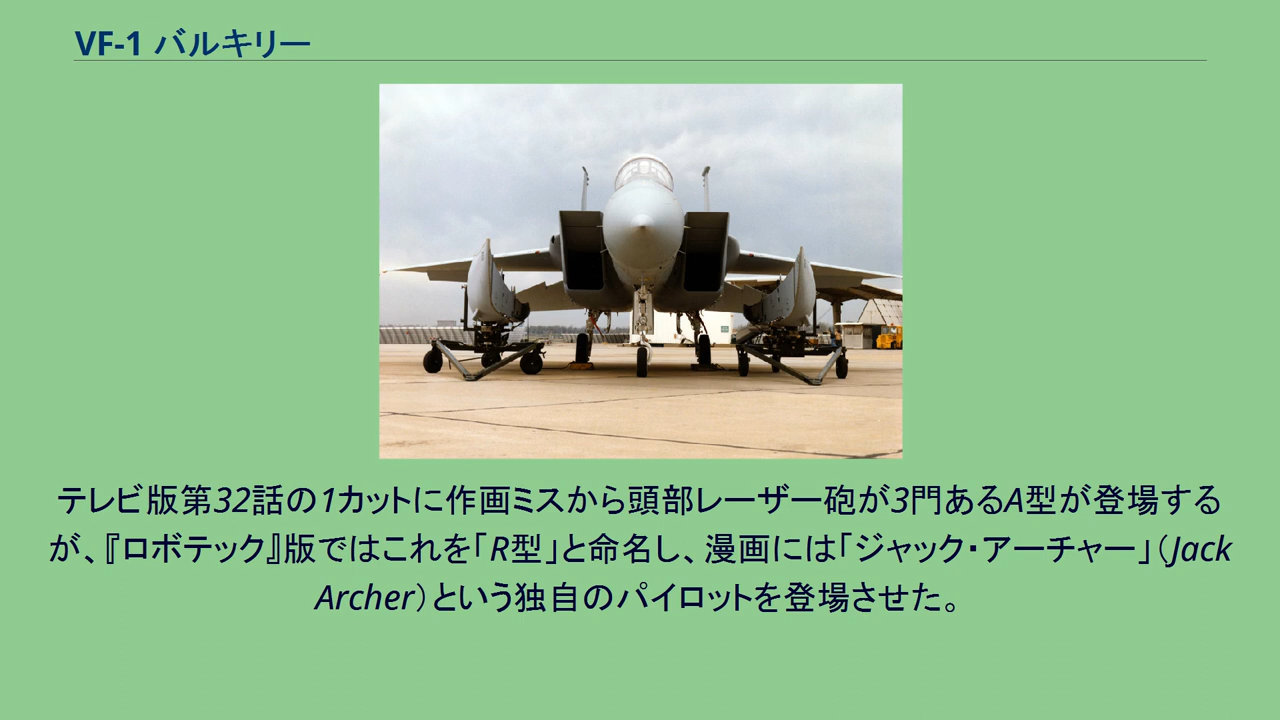 VF-1 バルキリー
テレビ版第32話の1カットに作画ミスから頭部レーザー砲が3門あるA型が登場する
が、『ロボテック』版ではこれを「R型」と命名し、漫画には「ジャック・アーチャー」（Jack
Archer）という独自のパイロットを登場させた。